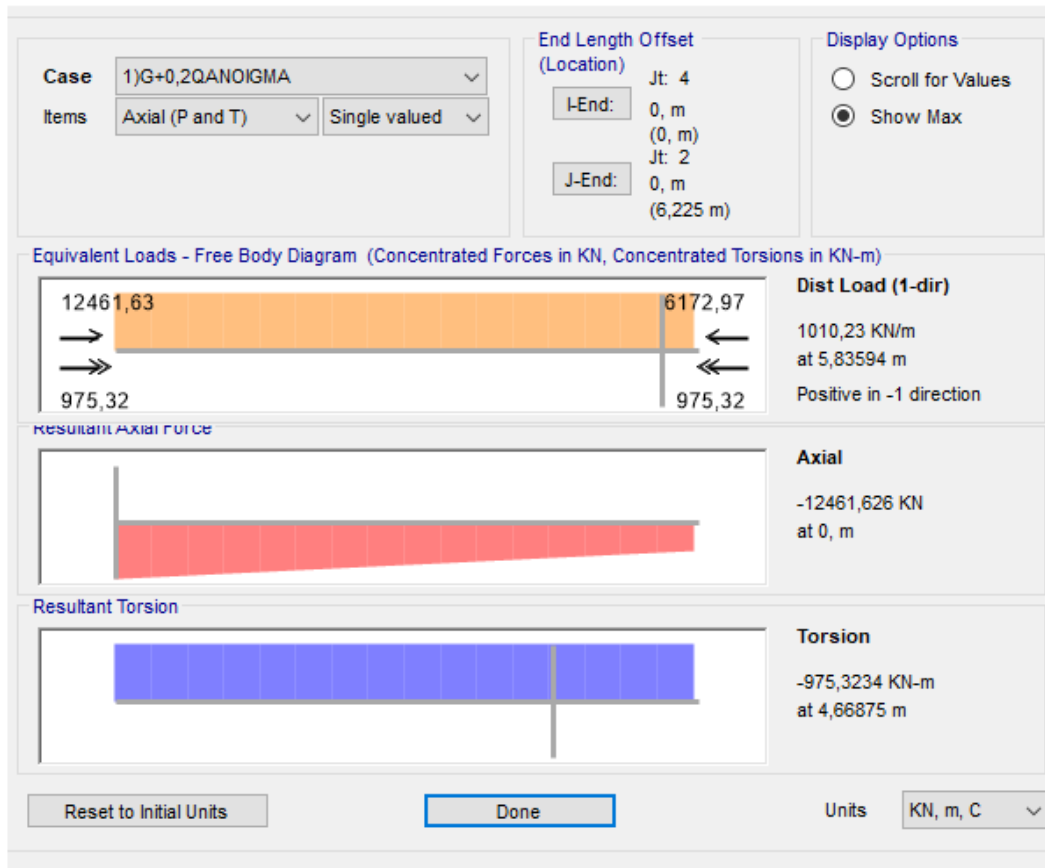 End Length Offset
(Location)
Display Options
Case
1)G+0,2QANOIGMA
Items
Axial (P and T)
Single valued
I-End:
Jt: 4
0, m
(0, m)
J-End:
Jt: 2
0, m
(6,225 m)
Scroll for Values
Show Max
Equivalent Loads - Free Body Diagram (Concentrated Forces in KN, Concentrated Torsions in KN-m)
12461,63
6172,97
975,32
975,32
Dist Load (1-dir)
1010,23 KN/m
at 5,83594 m
Positive in -1 direction
Resultant Axial Force
Axial
-12461,626 KN
at 0, m
Resultant Torsion
Torsion
-975,3234 KN-m
at 4,66875 m
Reset to Initial Units
Done
Units
KN, m, C